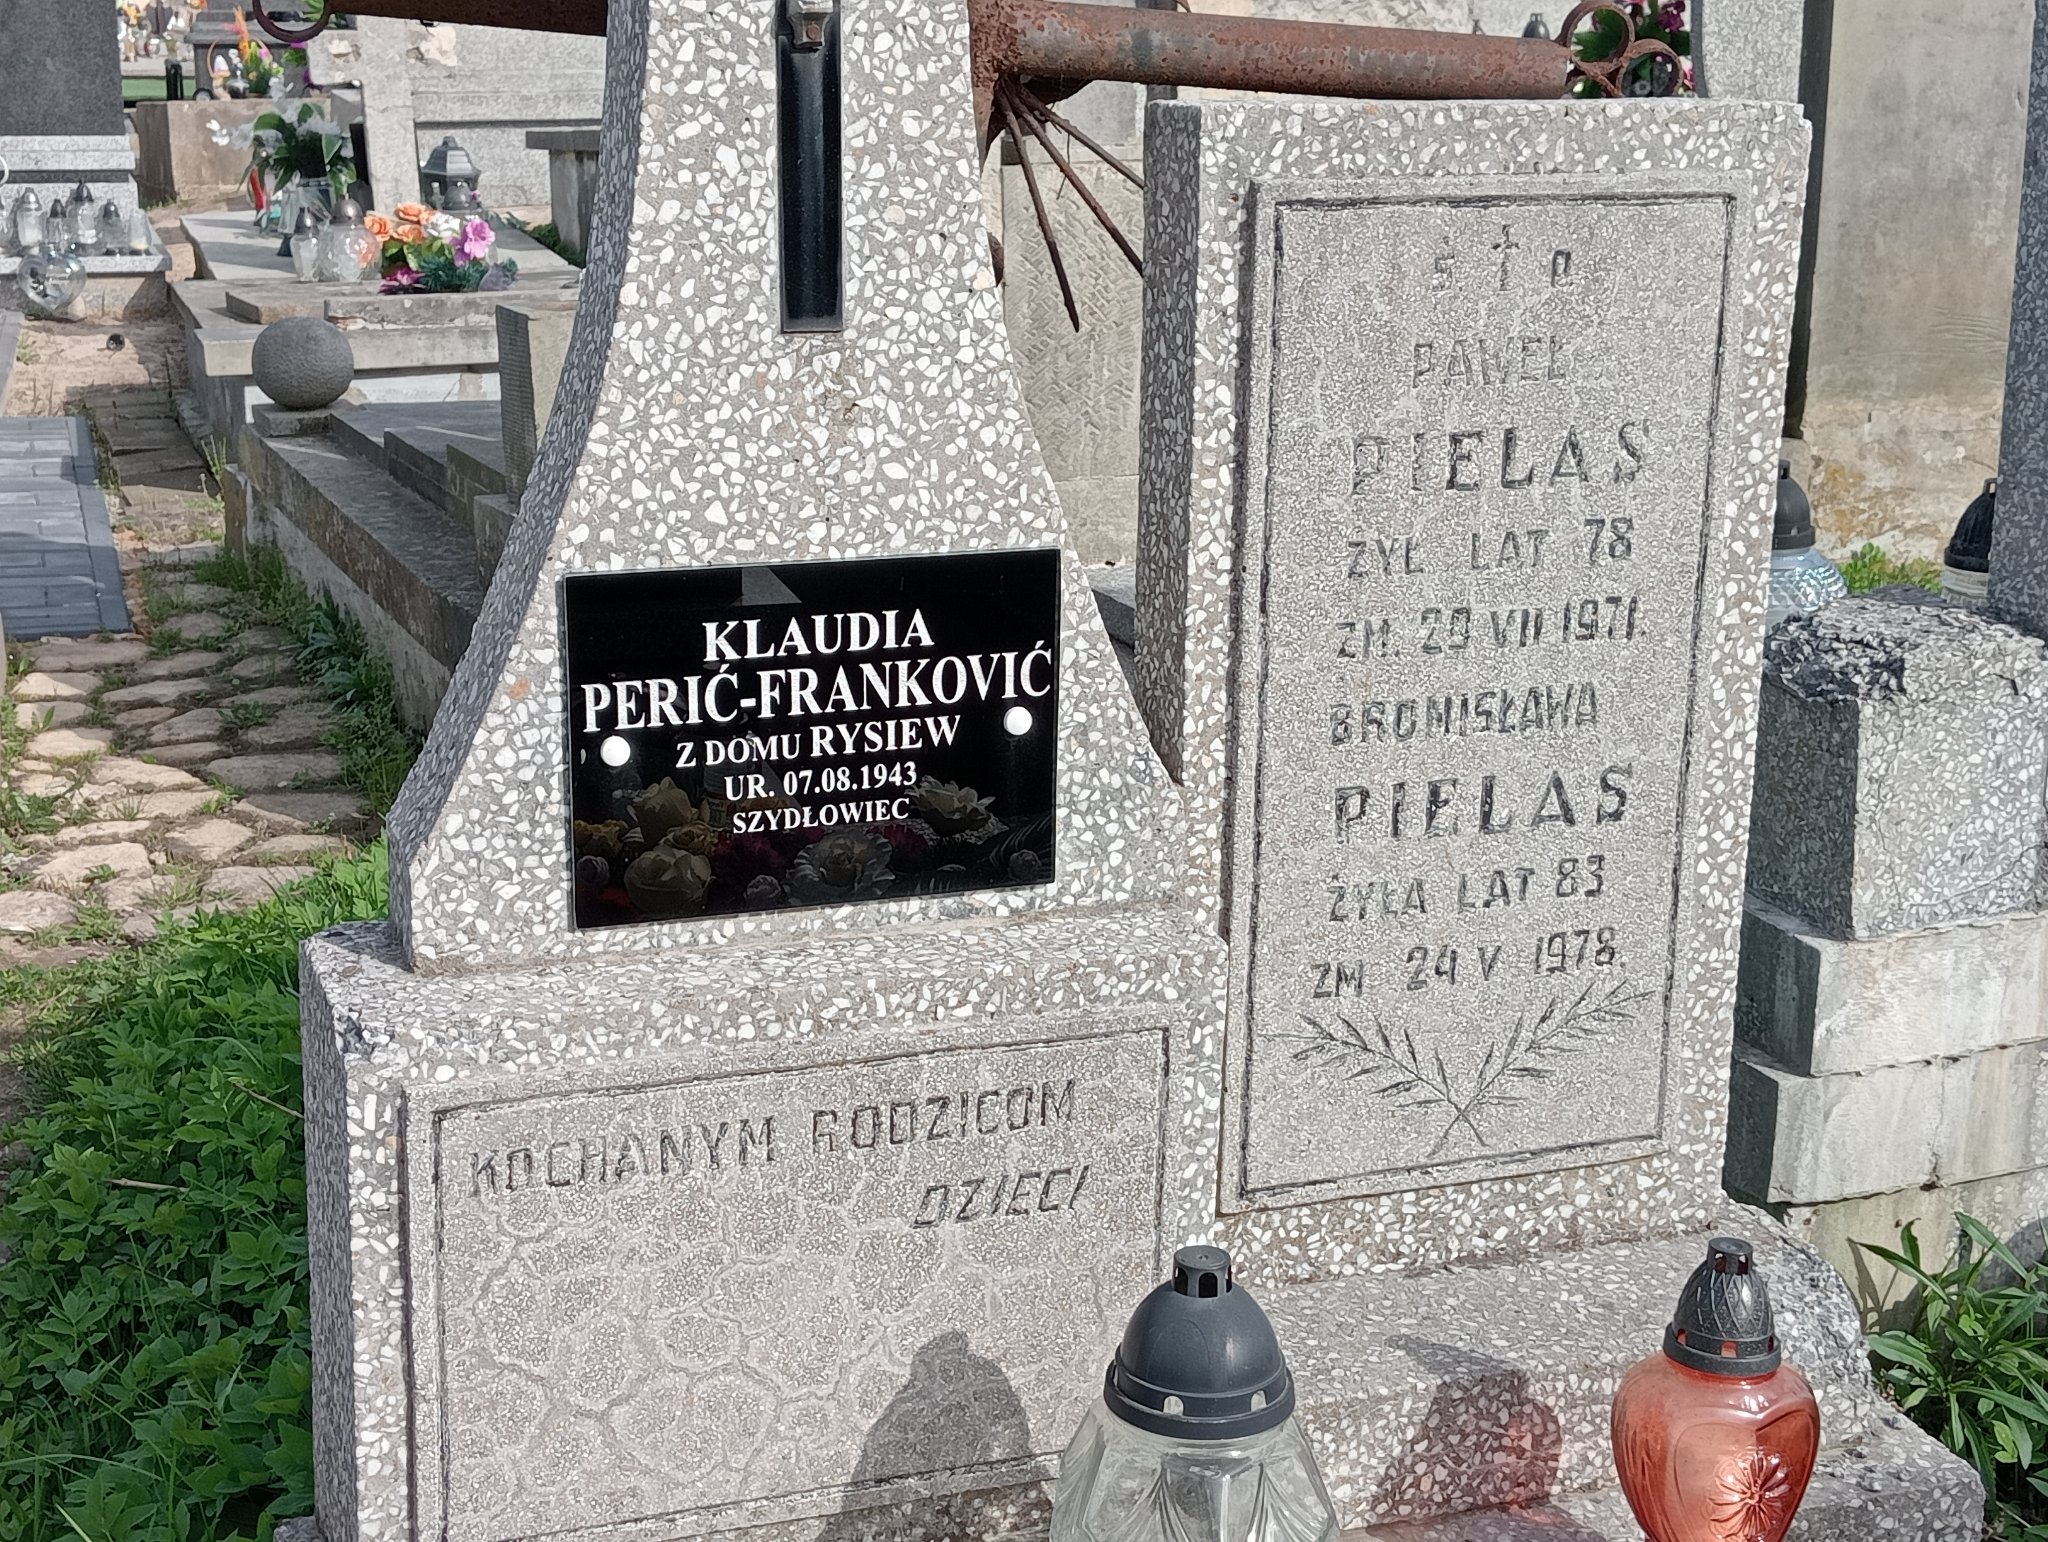 KLAUDIA
PERIĆ-FRANKOVIĆ
Z DOMU RYSIEW
UR. 07.08.1943
SZYDŁOWIEC
KOCHANYM RODZICOM
DZIECI
Ś † P
PAWEŁ
PIELAS
ŻYŁ LAT 78
ZM. 29 VII 1971.
BRONISŁAWA
PIELAS
ŻYŁA LAT 83
ZM 24 V 1978.